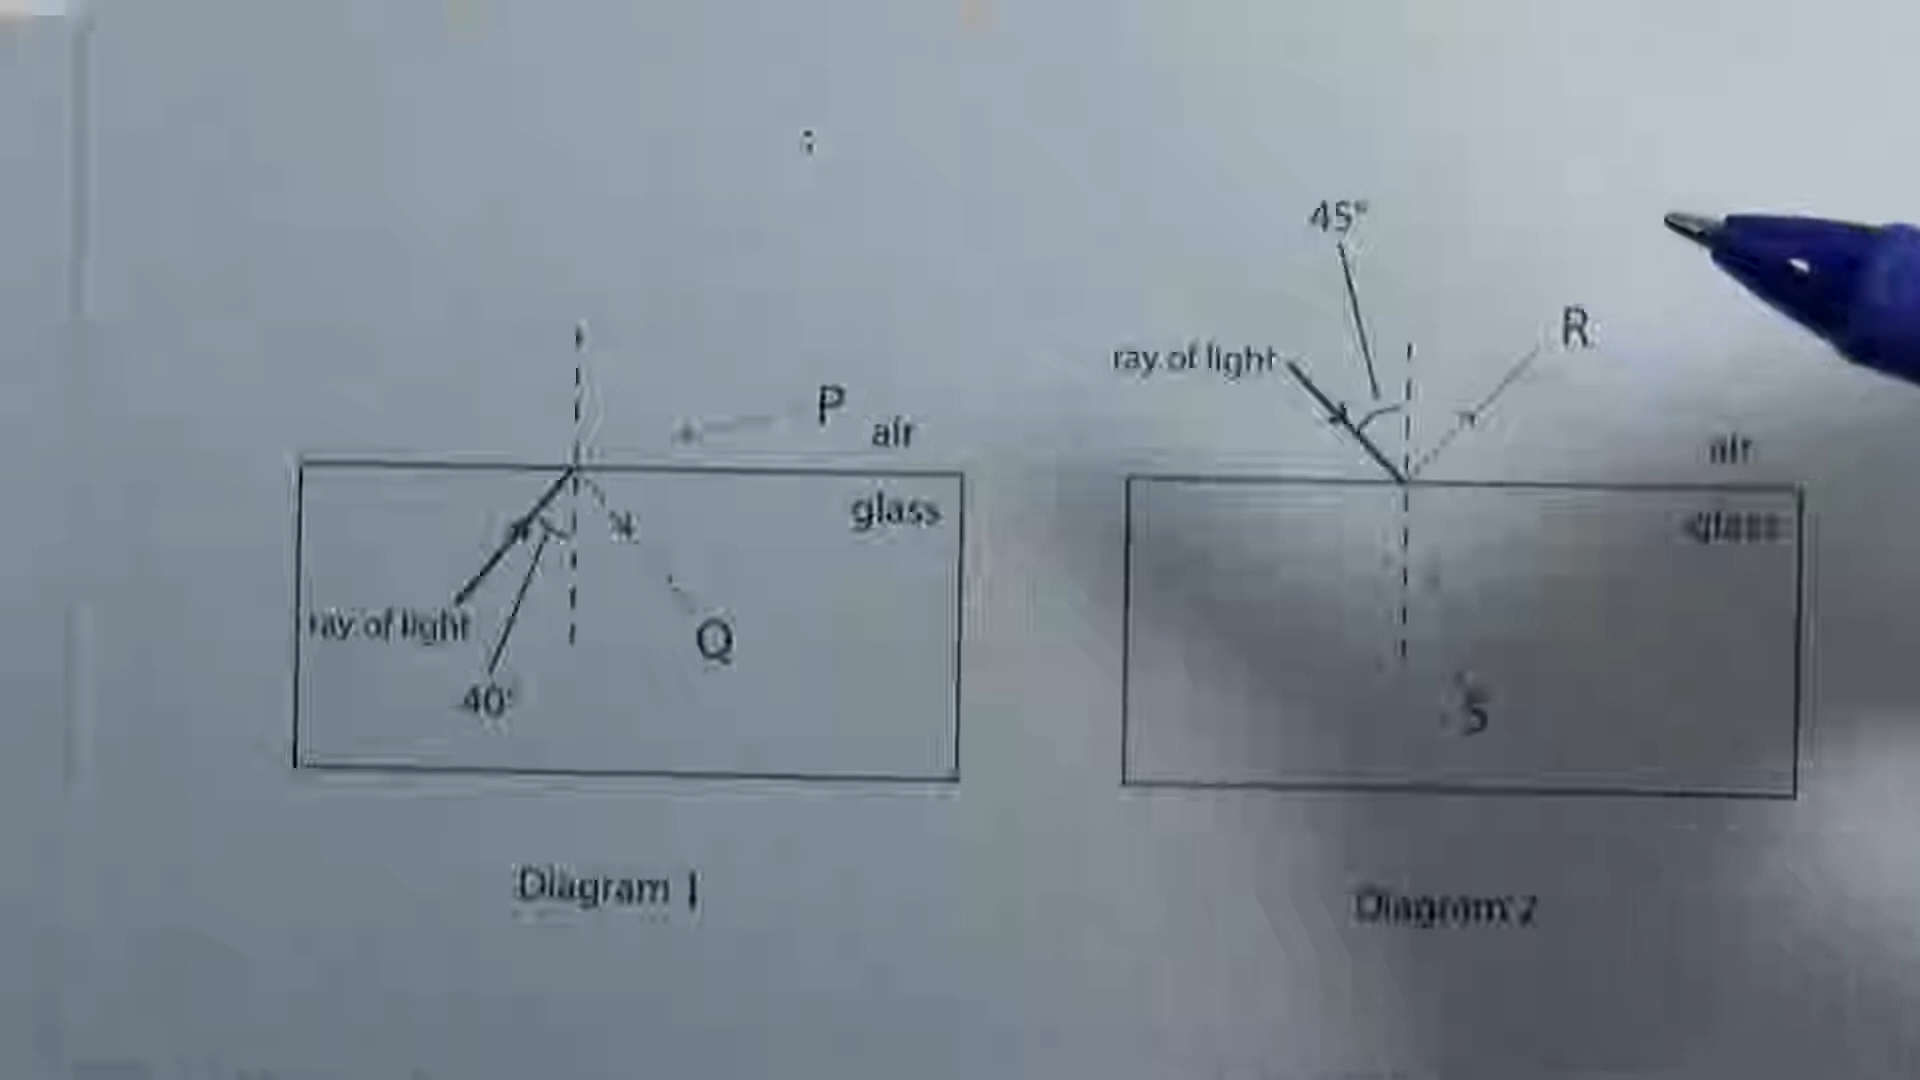 45°
ray of light
R
P
air
air
glass
glass
ray of light
Q
40°
S
Diagram 1
Diagram 2